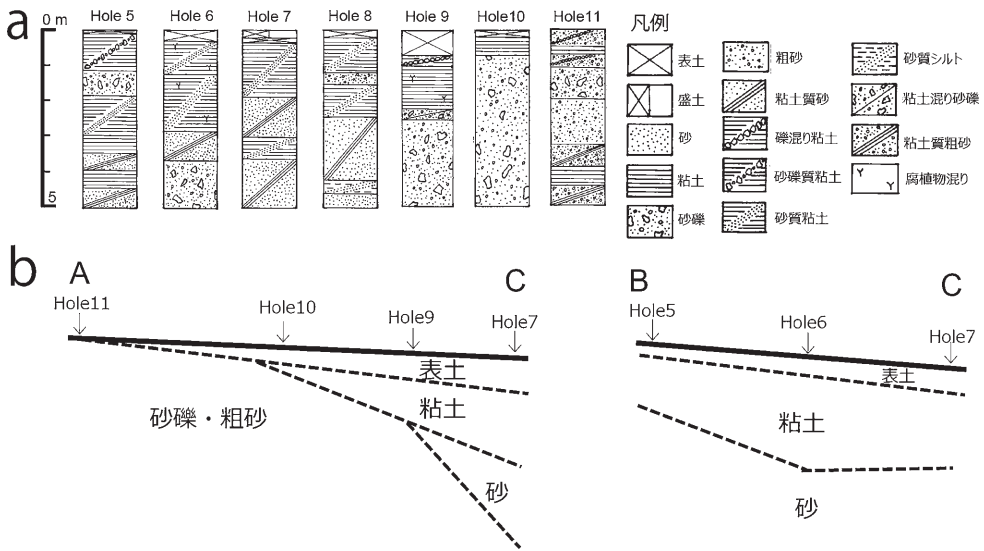 a
Hole 5 Hole 6 Hole 7 Hole 8 Hole 9 Hole10 Hole11
0 m
5
凡例
表土
盛土
砂
粘土
砂礫
粗砂
粘土質砂
礫混り粘土
砂礫質粘土
砂質粘土
砂質シルト
粘土混り砂礫
粘土質粗砂
腐植物混り
b
A C
Hole11 Hole10 Hole9 Hole7
表土
粘土
砂礫・粗砂
砂
B C
Hole5 Hole6 Hole7
表土
粘土
砂